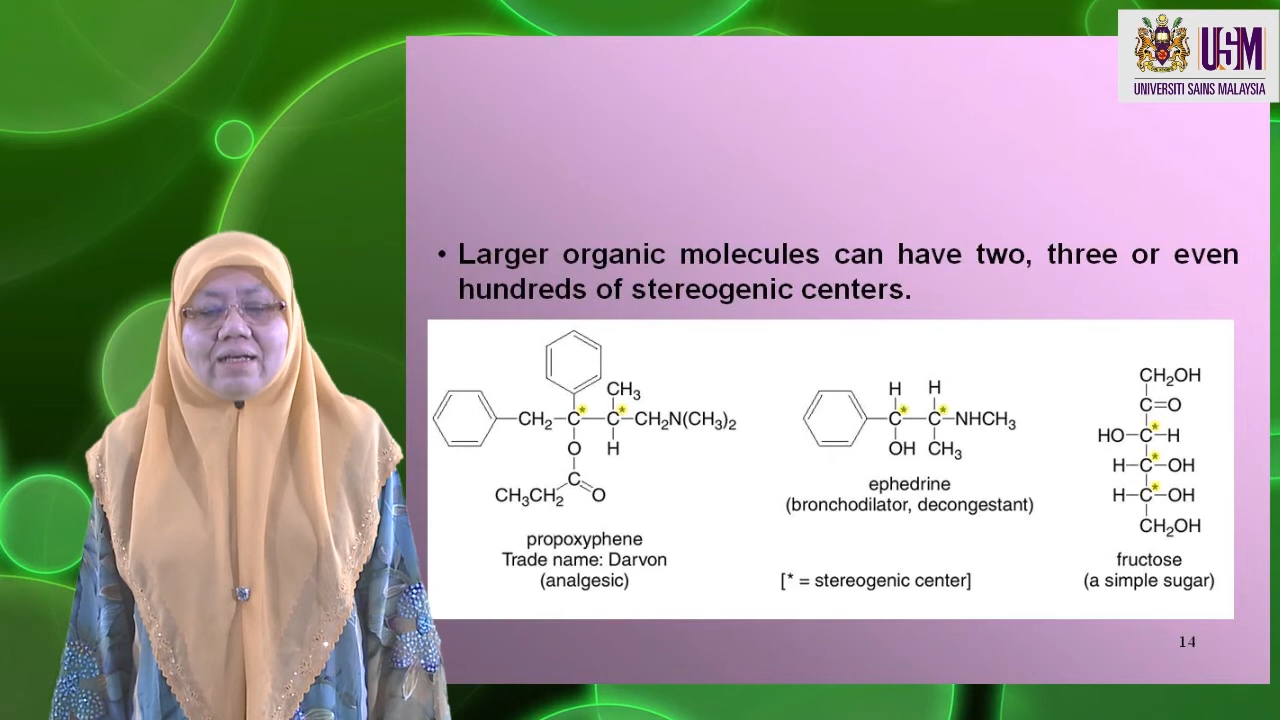 USM
UNIVERSITI SAINS MALAYSIA
• Larger organic molecules can have two, three or even
hundreds of stereogenic centers.
CH₃
CH₂–C*–C*–CH₂N(CH₃)₂
O H
C
CH₃CH₂ O
propoxyphene
Trade name: Darvon
(analgesic)
H H
C*–C*–NHCH₃
OH CH₃
ephedrine
(bronchodilator, decongestant)
[* = stereogenic center]
CH₂OH
C=O
HO–C*–H
H–C*–OH
H–C*–OH
CH₂OH
fructose
(a simple sugar)
14